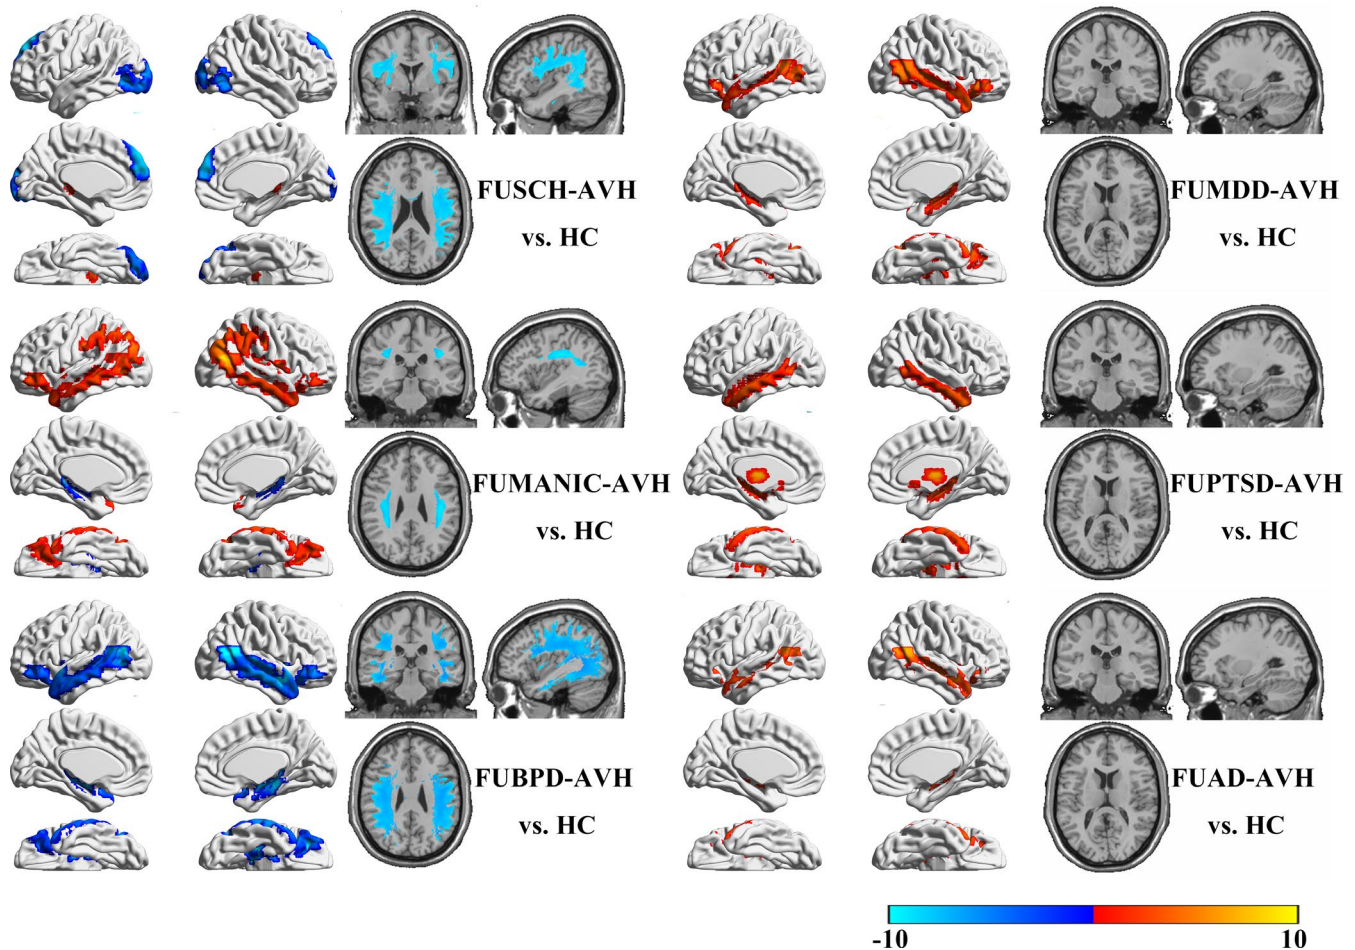 FUSCH-AVH
vs. HC
FUMDD-AVH
vs. HC
FUMANIC-AVH
vs. HC
FUPTSD-AVH
vs. HC
FUBPD-AVH
vs. HC
FUAD-AVH
vs. HC
-10
10